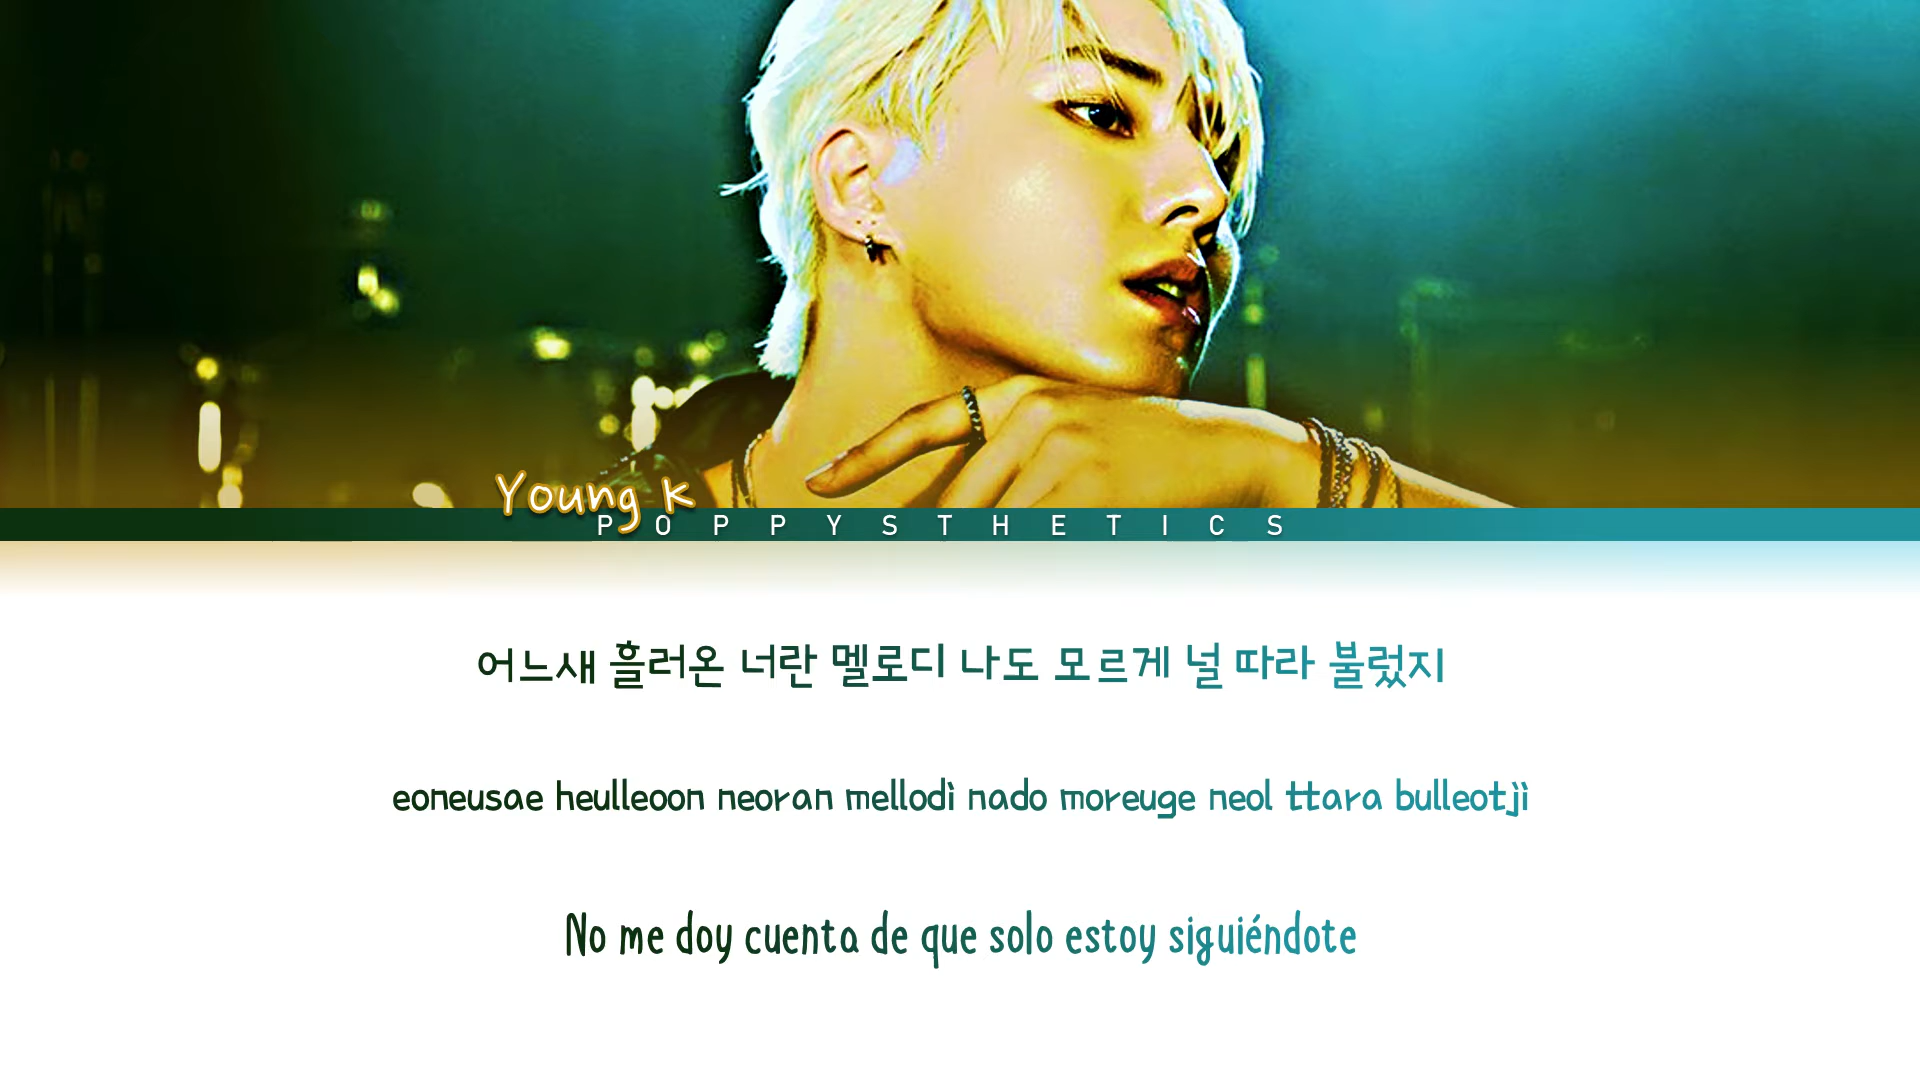 Young K
POPPYSTHETICS
어느새 흘러온 너란 멜로디 나도 모르게 널 따라 불렀지
eoneusae heulleoon neoran mellodi nado moreuge neol ttara bulleotji
No me doy cuenta de que solo estoy siguiéndote